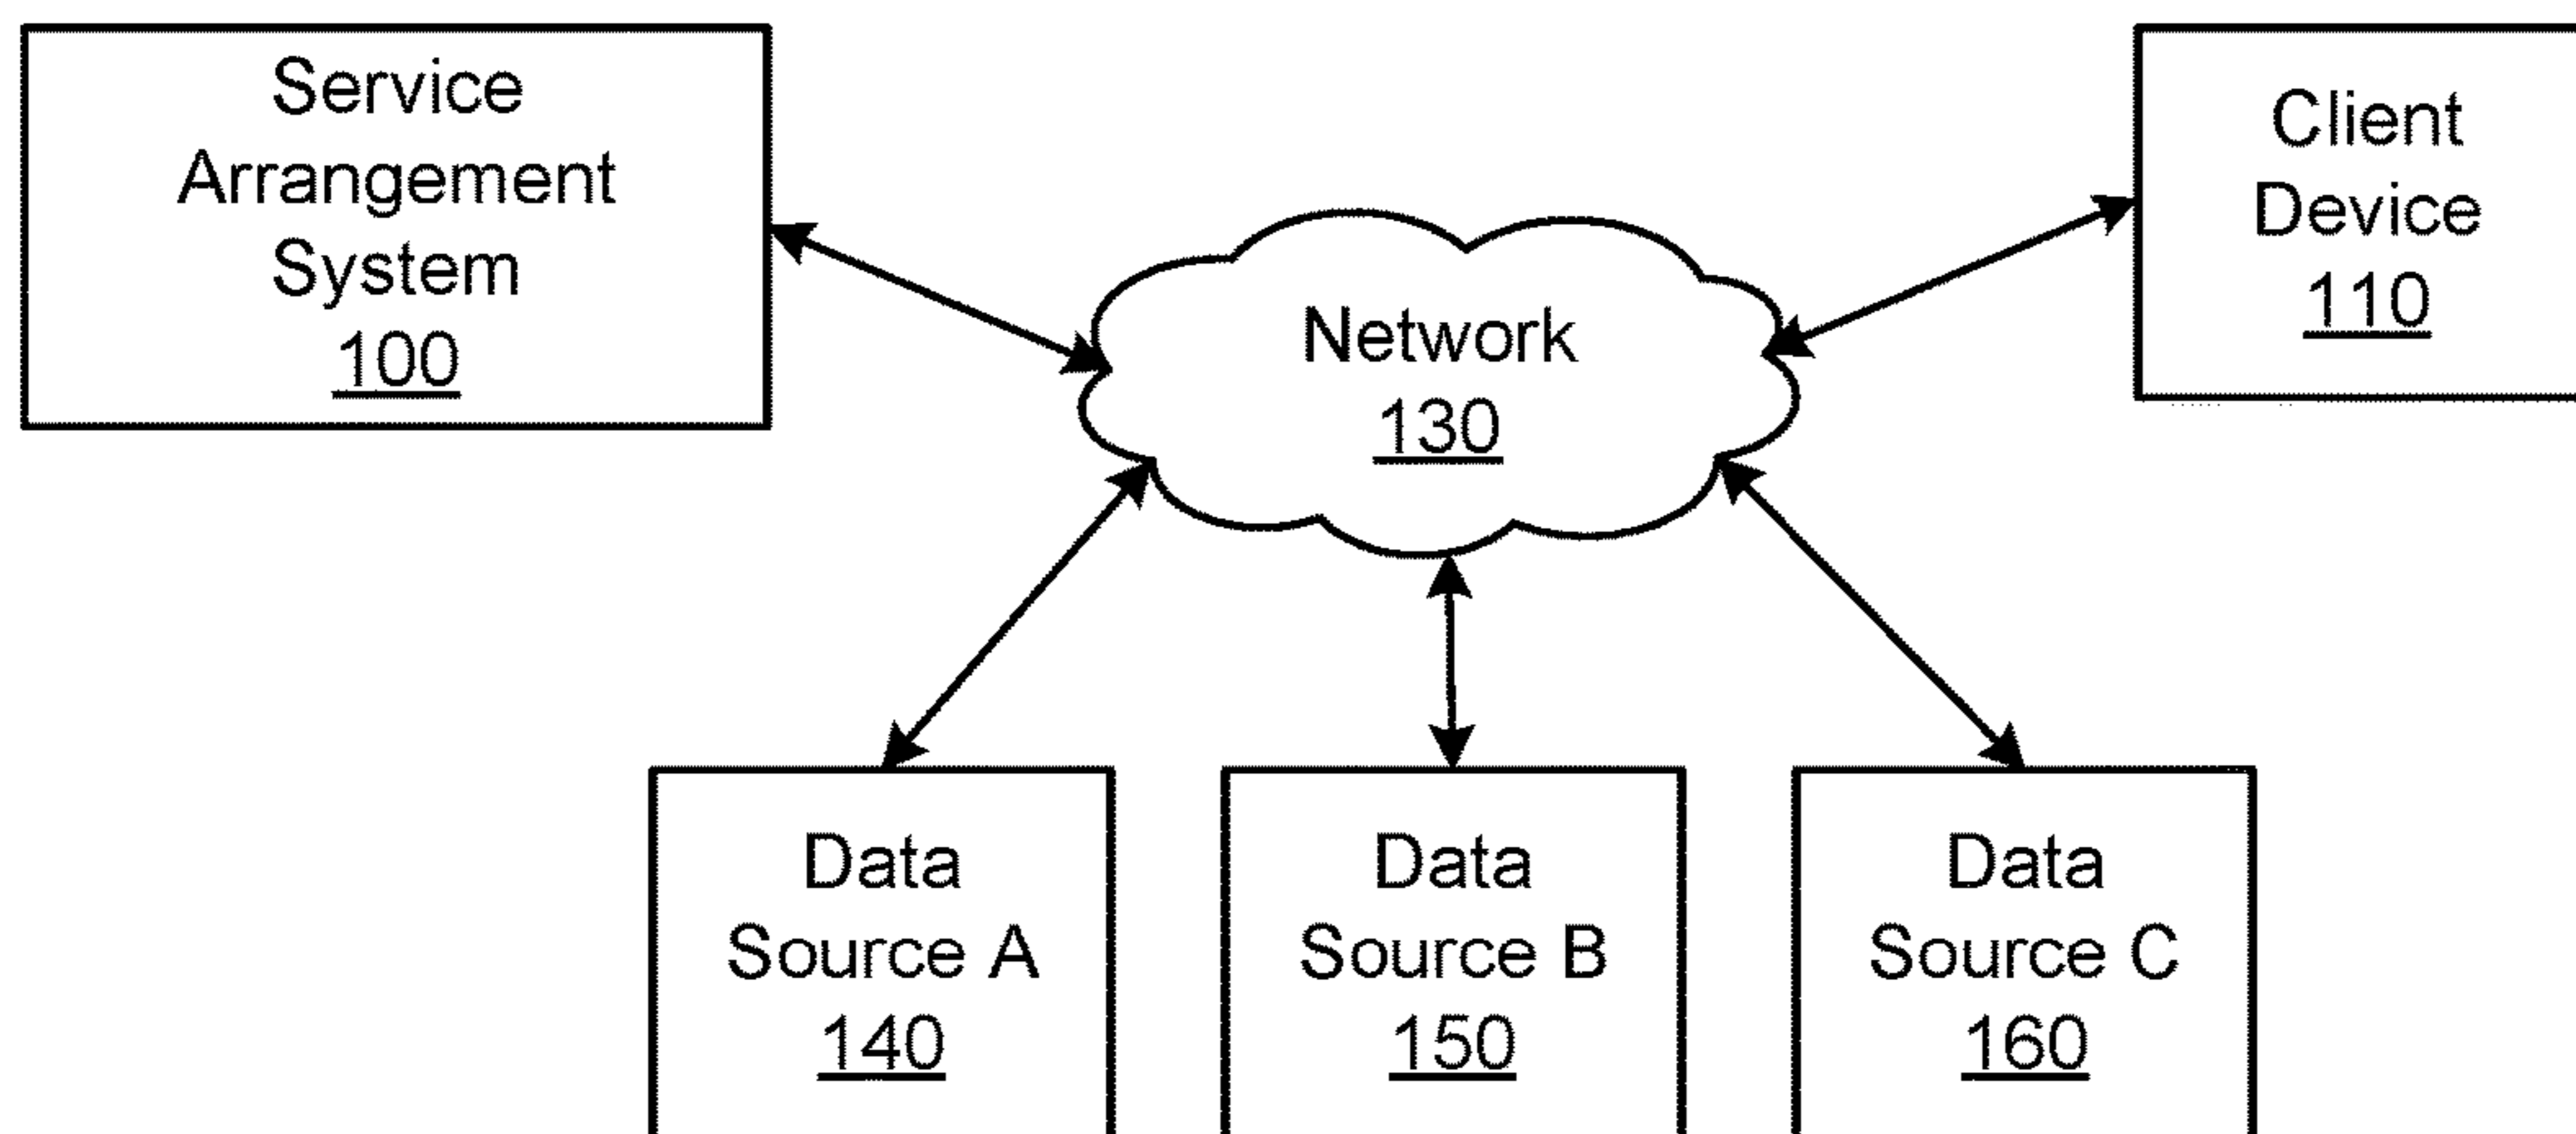 Service
Arrangement
System
100
Client
Device
110
Network
130
Data
Source A
140
Data
Source B
150
Data
Source C
160